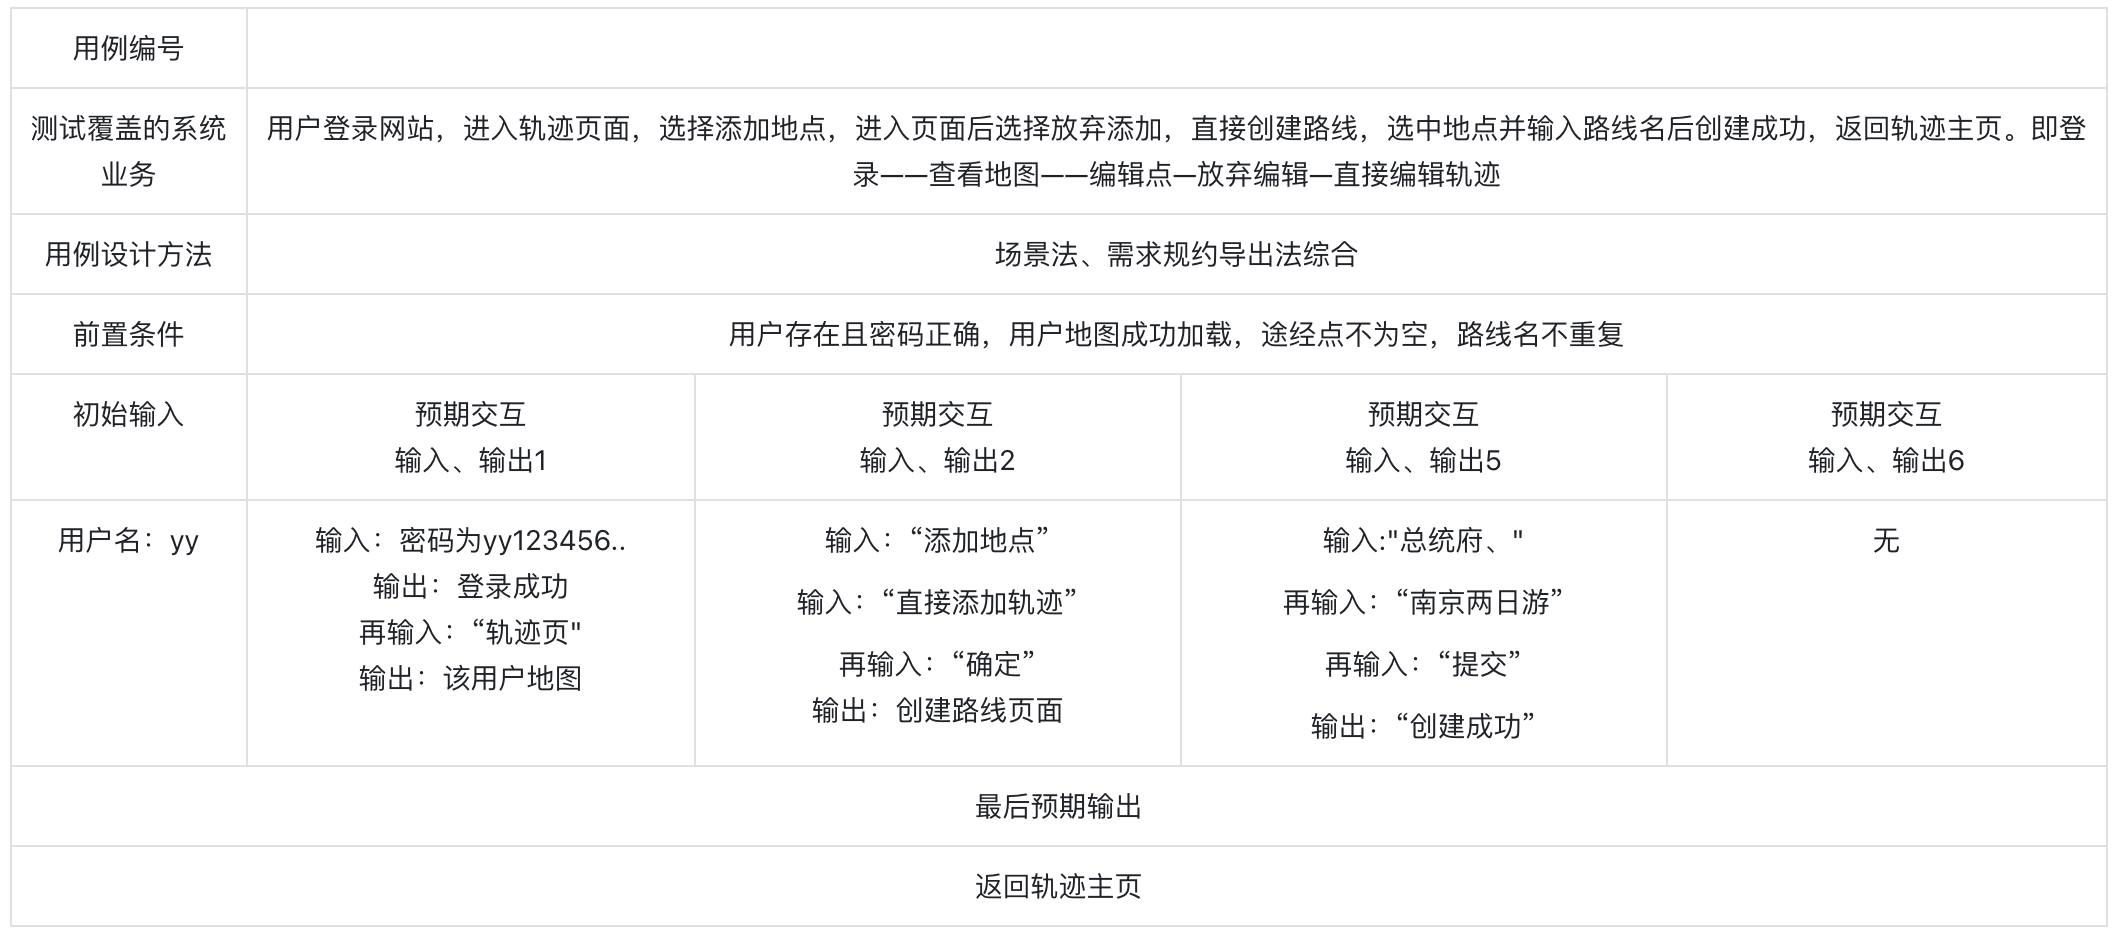 用例编号
测试覆盖的系统
业务
用户登录网站，进入轨迹页面，选择添加地点，进入页面后选择放弃添加，直接创建路线，选中地点并输入路线名后创建成功，返回轨迹主页。即登
录——查看地图——编辑点—放弃编辑—直接编辑轨迹
用例设计方法
场景法、需求规约导出法综合
前置条件
用户存在且密码正确，用户地图成功加载，途经点不为空，路线名不重复
初始输入
预期交互
输入、输出1
预期交互
输入、输出2
预期交互
输入、输出5
预期交互
输入、输出6
用户名：yy
输入：密码为yy123456..
输出：登录成功
再输入：“轨迹页"
输出：该用户地图
输入：“添加地点”
输入：“直接添加轨迹”
再输入：“确定”
输出：创建路线页面
输入:"总统府、"
再输入：“南京两日游”
再输入：“提交”
输出：“创建成功”
无
最后预期输出
返回轨迹主页